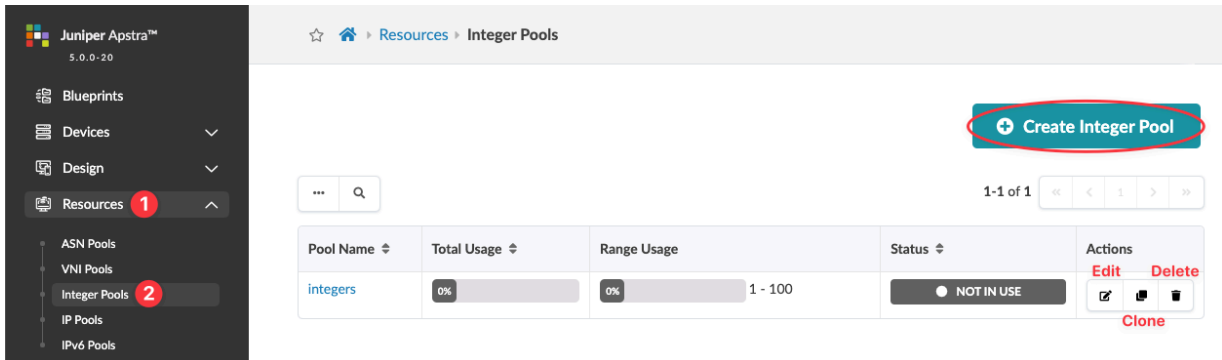 Juniper Apstra™
5.0.0-20
Resources Integer Pools
Blueprints
Devices
Design
Resources 1
ASN Pools
VNI Pools
Integer Pools 2
IP Pools
IPv6 Pools
Create Integer Pool
1-1 of 1 « < 1 > »
Pool Name Total Usage Range Usage Status Actions
Edit Delete
integers 0% 0% 1 - 100 NOT IN USE
Clone